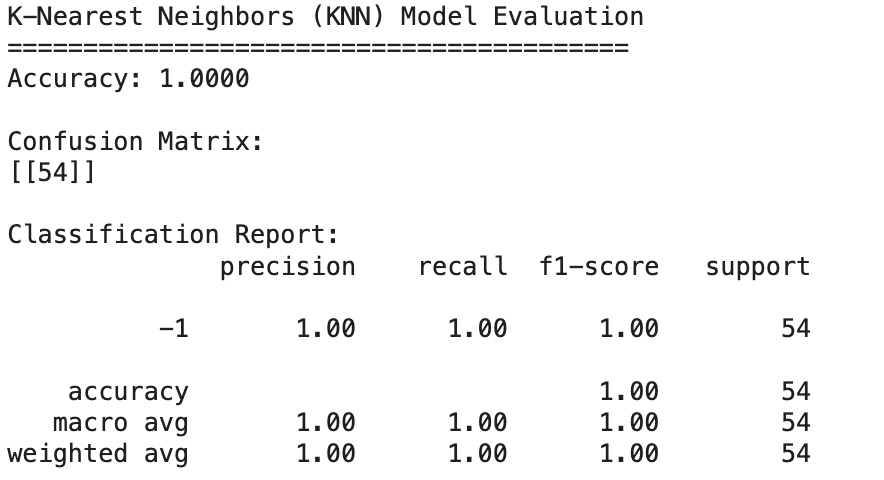 K-Nearest Neighbors (KNN) Model Evaluation
=========================================
Accuracy: 1.0000
Confusion Matrix:
[[54]]
Classification Report:
precision recall f1-score support
-1 1.00 1.00 1.00 54
accuracy 1.00 54
macro avg 1.00 1.00 1.00 54
weighted avg 1.00 1.00 1.00 54